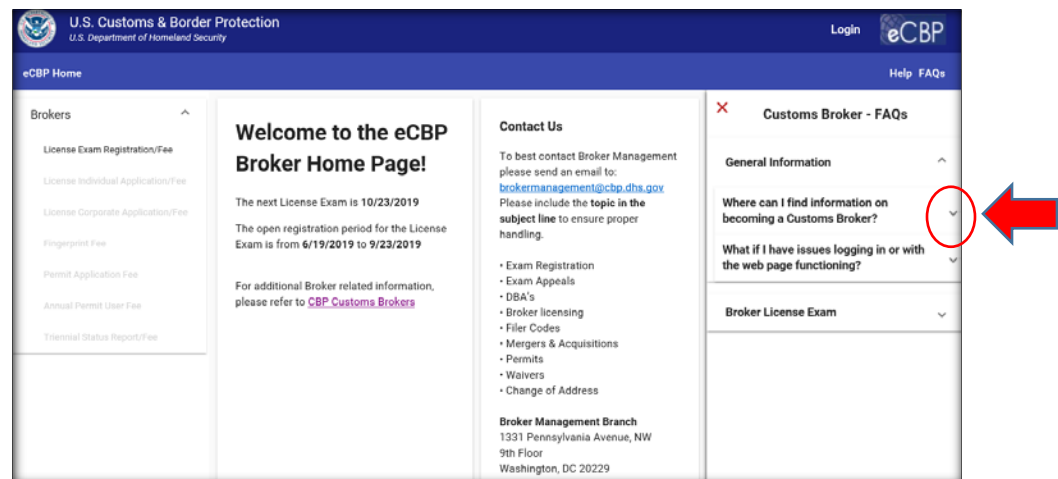 U.S. Customs & Border Protection
U.S. Department of Homeland Security
Login
eCBP
eCBP Home
Help FAQs
Brokers
License Exam Registration/Fee
License Individual Application/Fee
License Corporate Application/Fee
Fingerprint Fee
Permit Application Fee
Annual Permit User Fee
Triennial Status Report/Fee
Welcome to the eCBP
Broker Home Page!
The next License Exam is 10/23/2019
The open registration period for the License
Exam is from 6/19/2019 to 9/23/2019
For additional Broker related information,
please refer to CBP Customs Brokers
Contact Us
To best contact Broker Management
please send an email to:
brokermanagement@cbp.dhs.gov
Please include the topic in the
subject line to ensure proper
handling.
• Exam Registration
• Exam Appeals
• DBA's
• Broker licensing
• Filer Codes
• Mergers & Acquisitions
• Permits
• Waivers
• Change of Address
Broker Management Branch
1331 Pennsylvania Avenue, NW
9th Floor
Washington, DC 20229
Customs Broker - FAQs
General Information
Where can I find information on
becoming a Customs Broker?
What if I have issues logging in or with
the web page functioning?
Broker License Exam